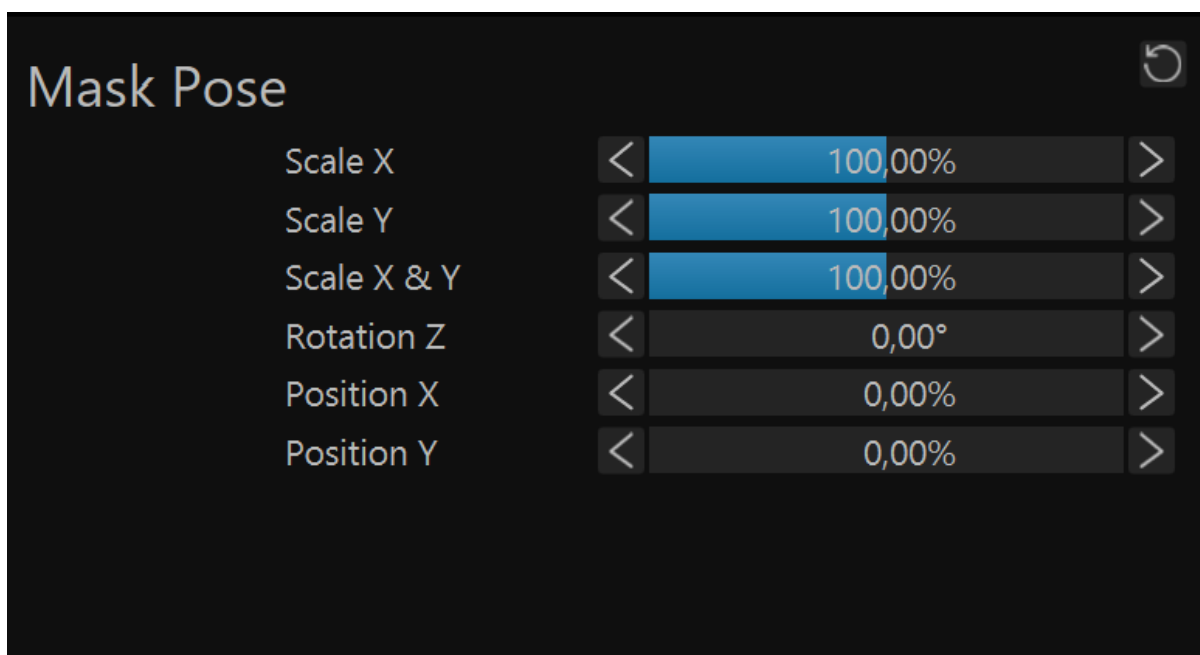 Mask Pose
Scale X 100,00%
Scale Y 100,00%
Scale X & Y 100,00%
Rotation Z 0,00°
Position X 0,00%
Position Y 0,00%